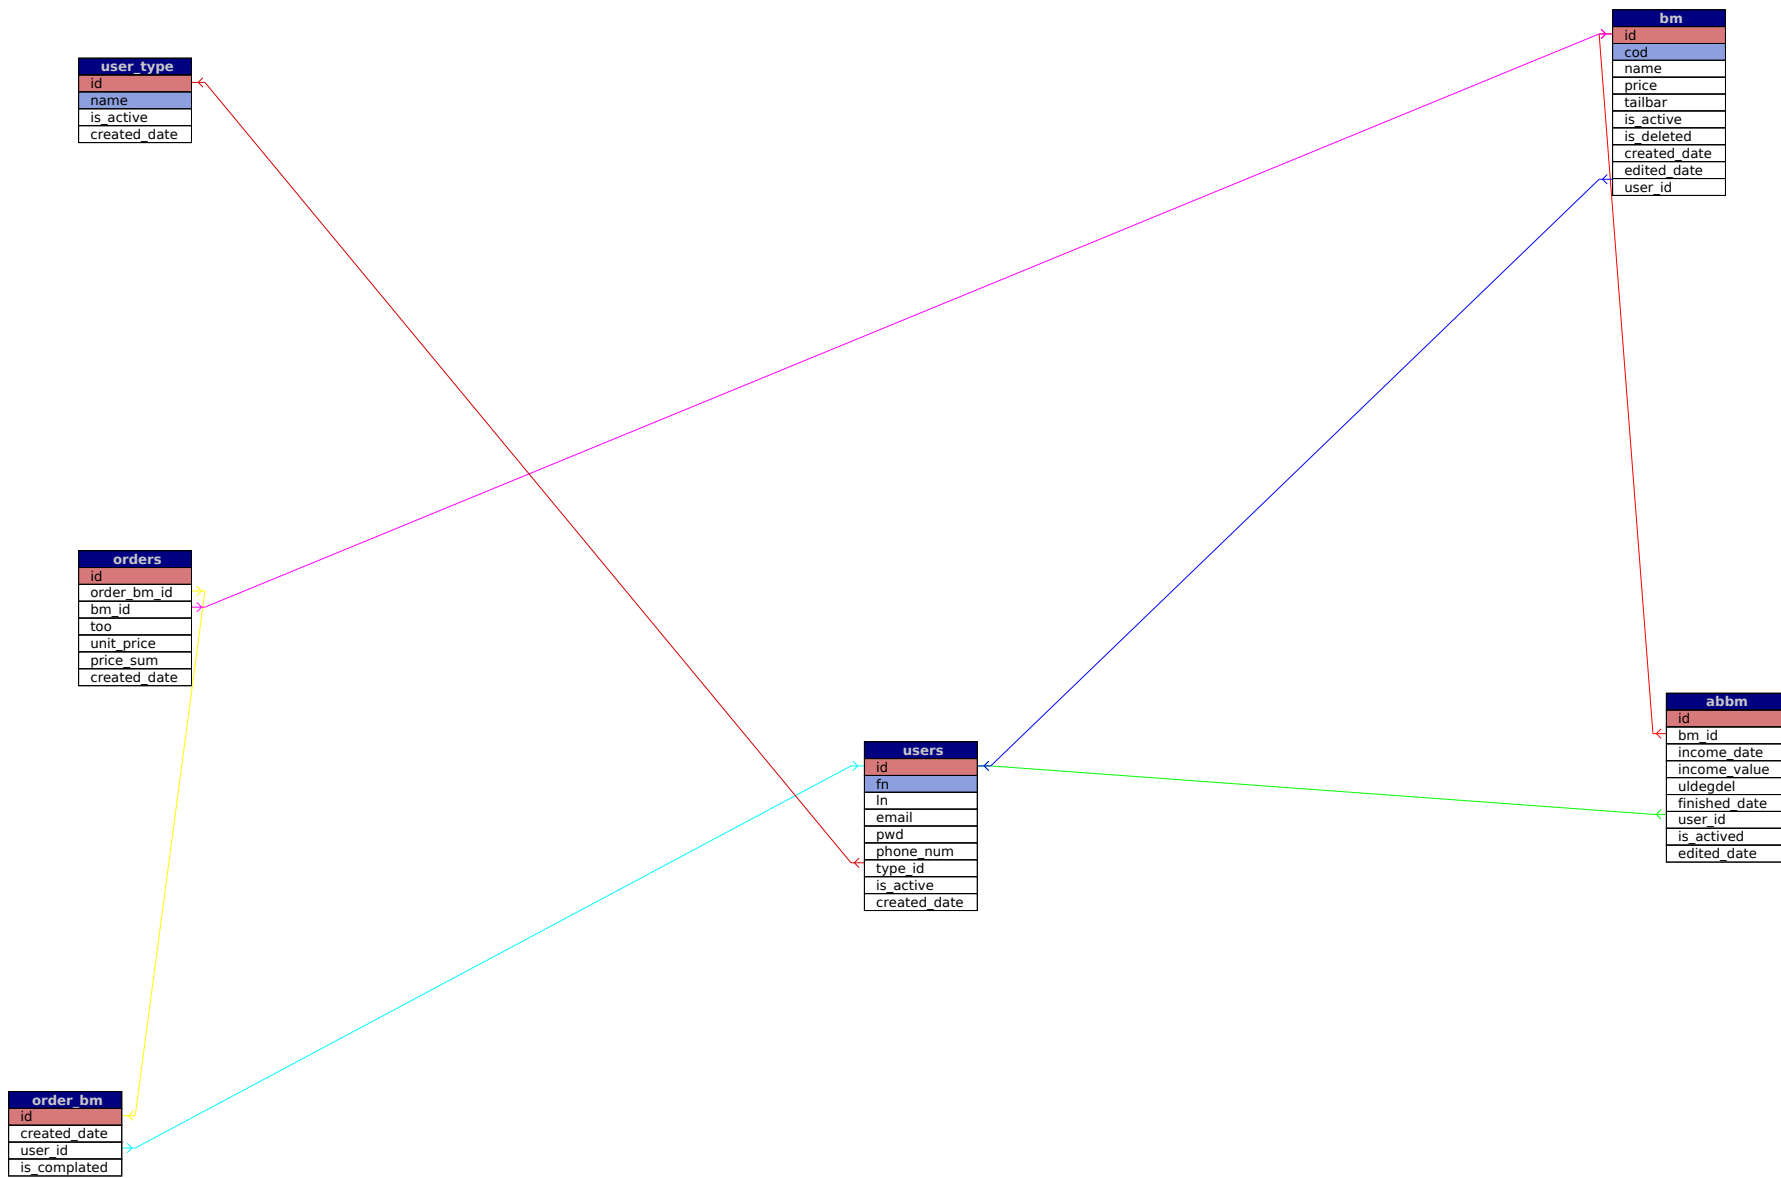 bm
id
cod
name
price
tailbar
is_active
is_deleted
created_date
edited_date
user_id
user_type
id
name
is_active
created_date
orders
id
order_bm_id
bm_id
too
unit_price
price_sum
created_date
abbm
id
bm_id
income_date
income_value
uldegdel
finished_date
user_id
is_actived
edited_date
users
id
fn
ln
email
pwd
phone_num
type_id
is_active
created_date
order_bm
id
created_date
user_id
is_complated